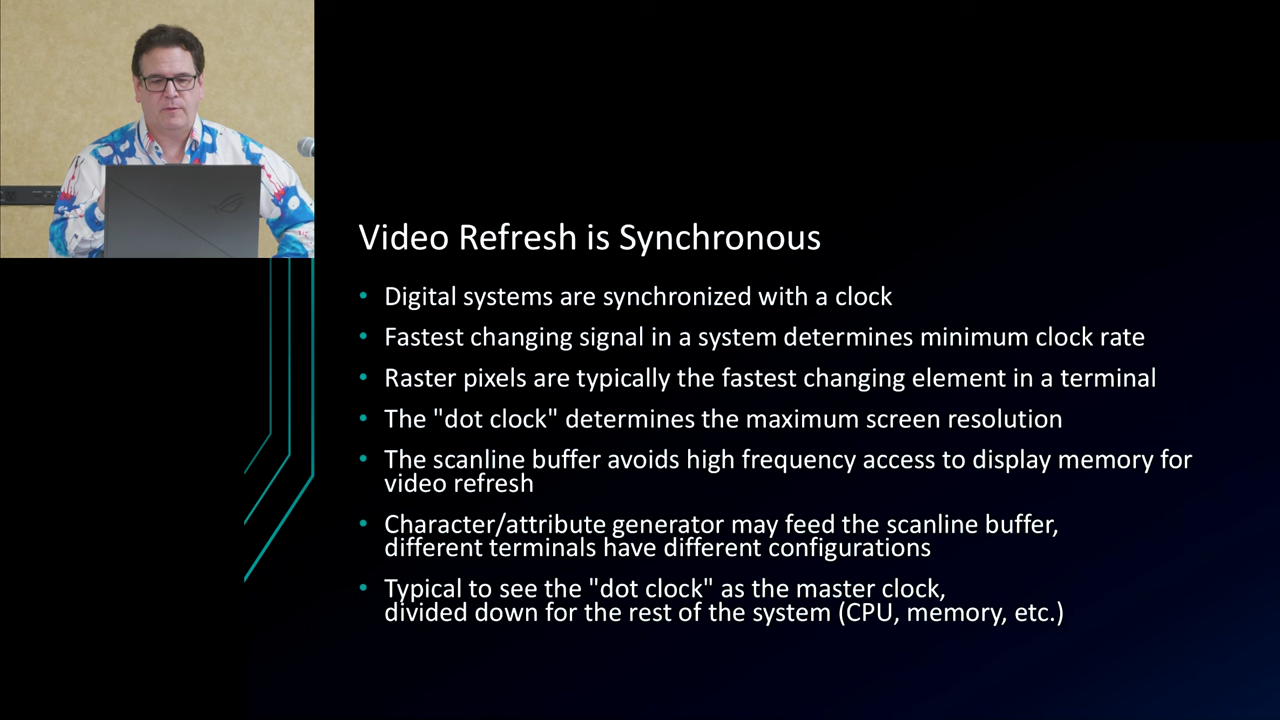 Video Refresh is Synchronous
• Digital systems are synchronized with a clock
• Fastest changing signal in a system determines minimum clock rate
• Raster pixels are typically the fastest changing element in a terminal
• The "dot clock" determines the maximum screen resolution
• The scanline buffer avoids high frequency access to display memory for
video refresh
• Character/attribute generator may feed the scanline buffer,
different terminals have different configurations
• Typical to see the "dot clock" as the master clock,
divided down for the rest of the system (CPU, memory, etc.)